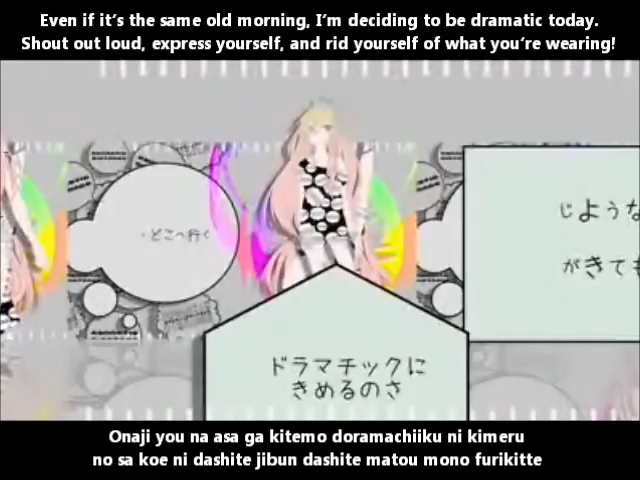 Even if it's the same old morning, I'm deciding to be dramatic today.
Shout out loud, express yourself, and rid yourself of what you're wearing!
どこへ行く
じような
がきても
ドラマチックに
きめるのさ
Onaji you na asa ga kitemo doramachiiku ni kimeru
no sa koe ni dashite jibun dashite matou mono furikitte